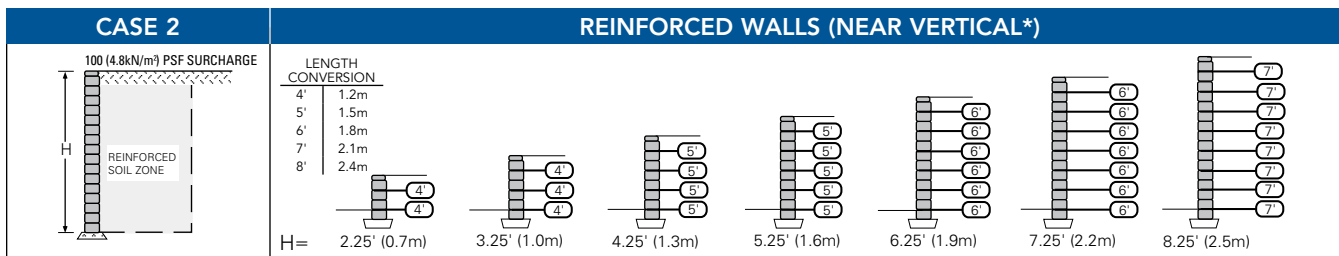 CASE 2
REINFORCED WALLS (NEAR VERTICAL*)
100 (4.8kN/m²) PSF SURCHARGE
H
REINFORCED
SOIL ZONE
LENGTH
CONVERSION
4' 1.2m
5' 1.5m
6' 1.8m
7' 2.1m
8' 2.4m
4'
4'
4'
4'
4'
5'
5'
5'
5'
5'
5'
5'
5'
5'
6'
6'
6'
6'
6'
6'
6'
6'
6'
6'
6'
6'
6'
7'
7'
7'
7'
7'
7'
7'
7'
H= 2.25' (0.7m) 3.25' (1.0m) 4.25' (1.3m) 5.25' (1.6m) 6.25' (1.9m) 7.25' (2.2m) 8.25' (2.5m)